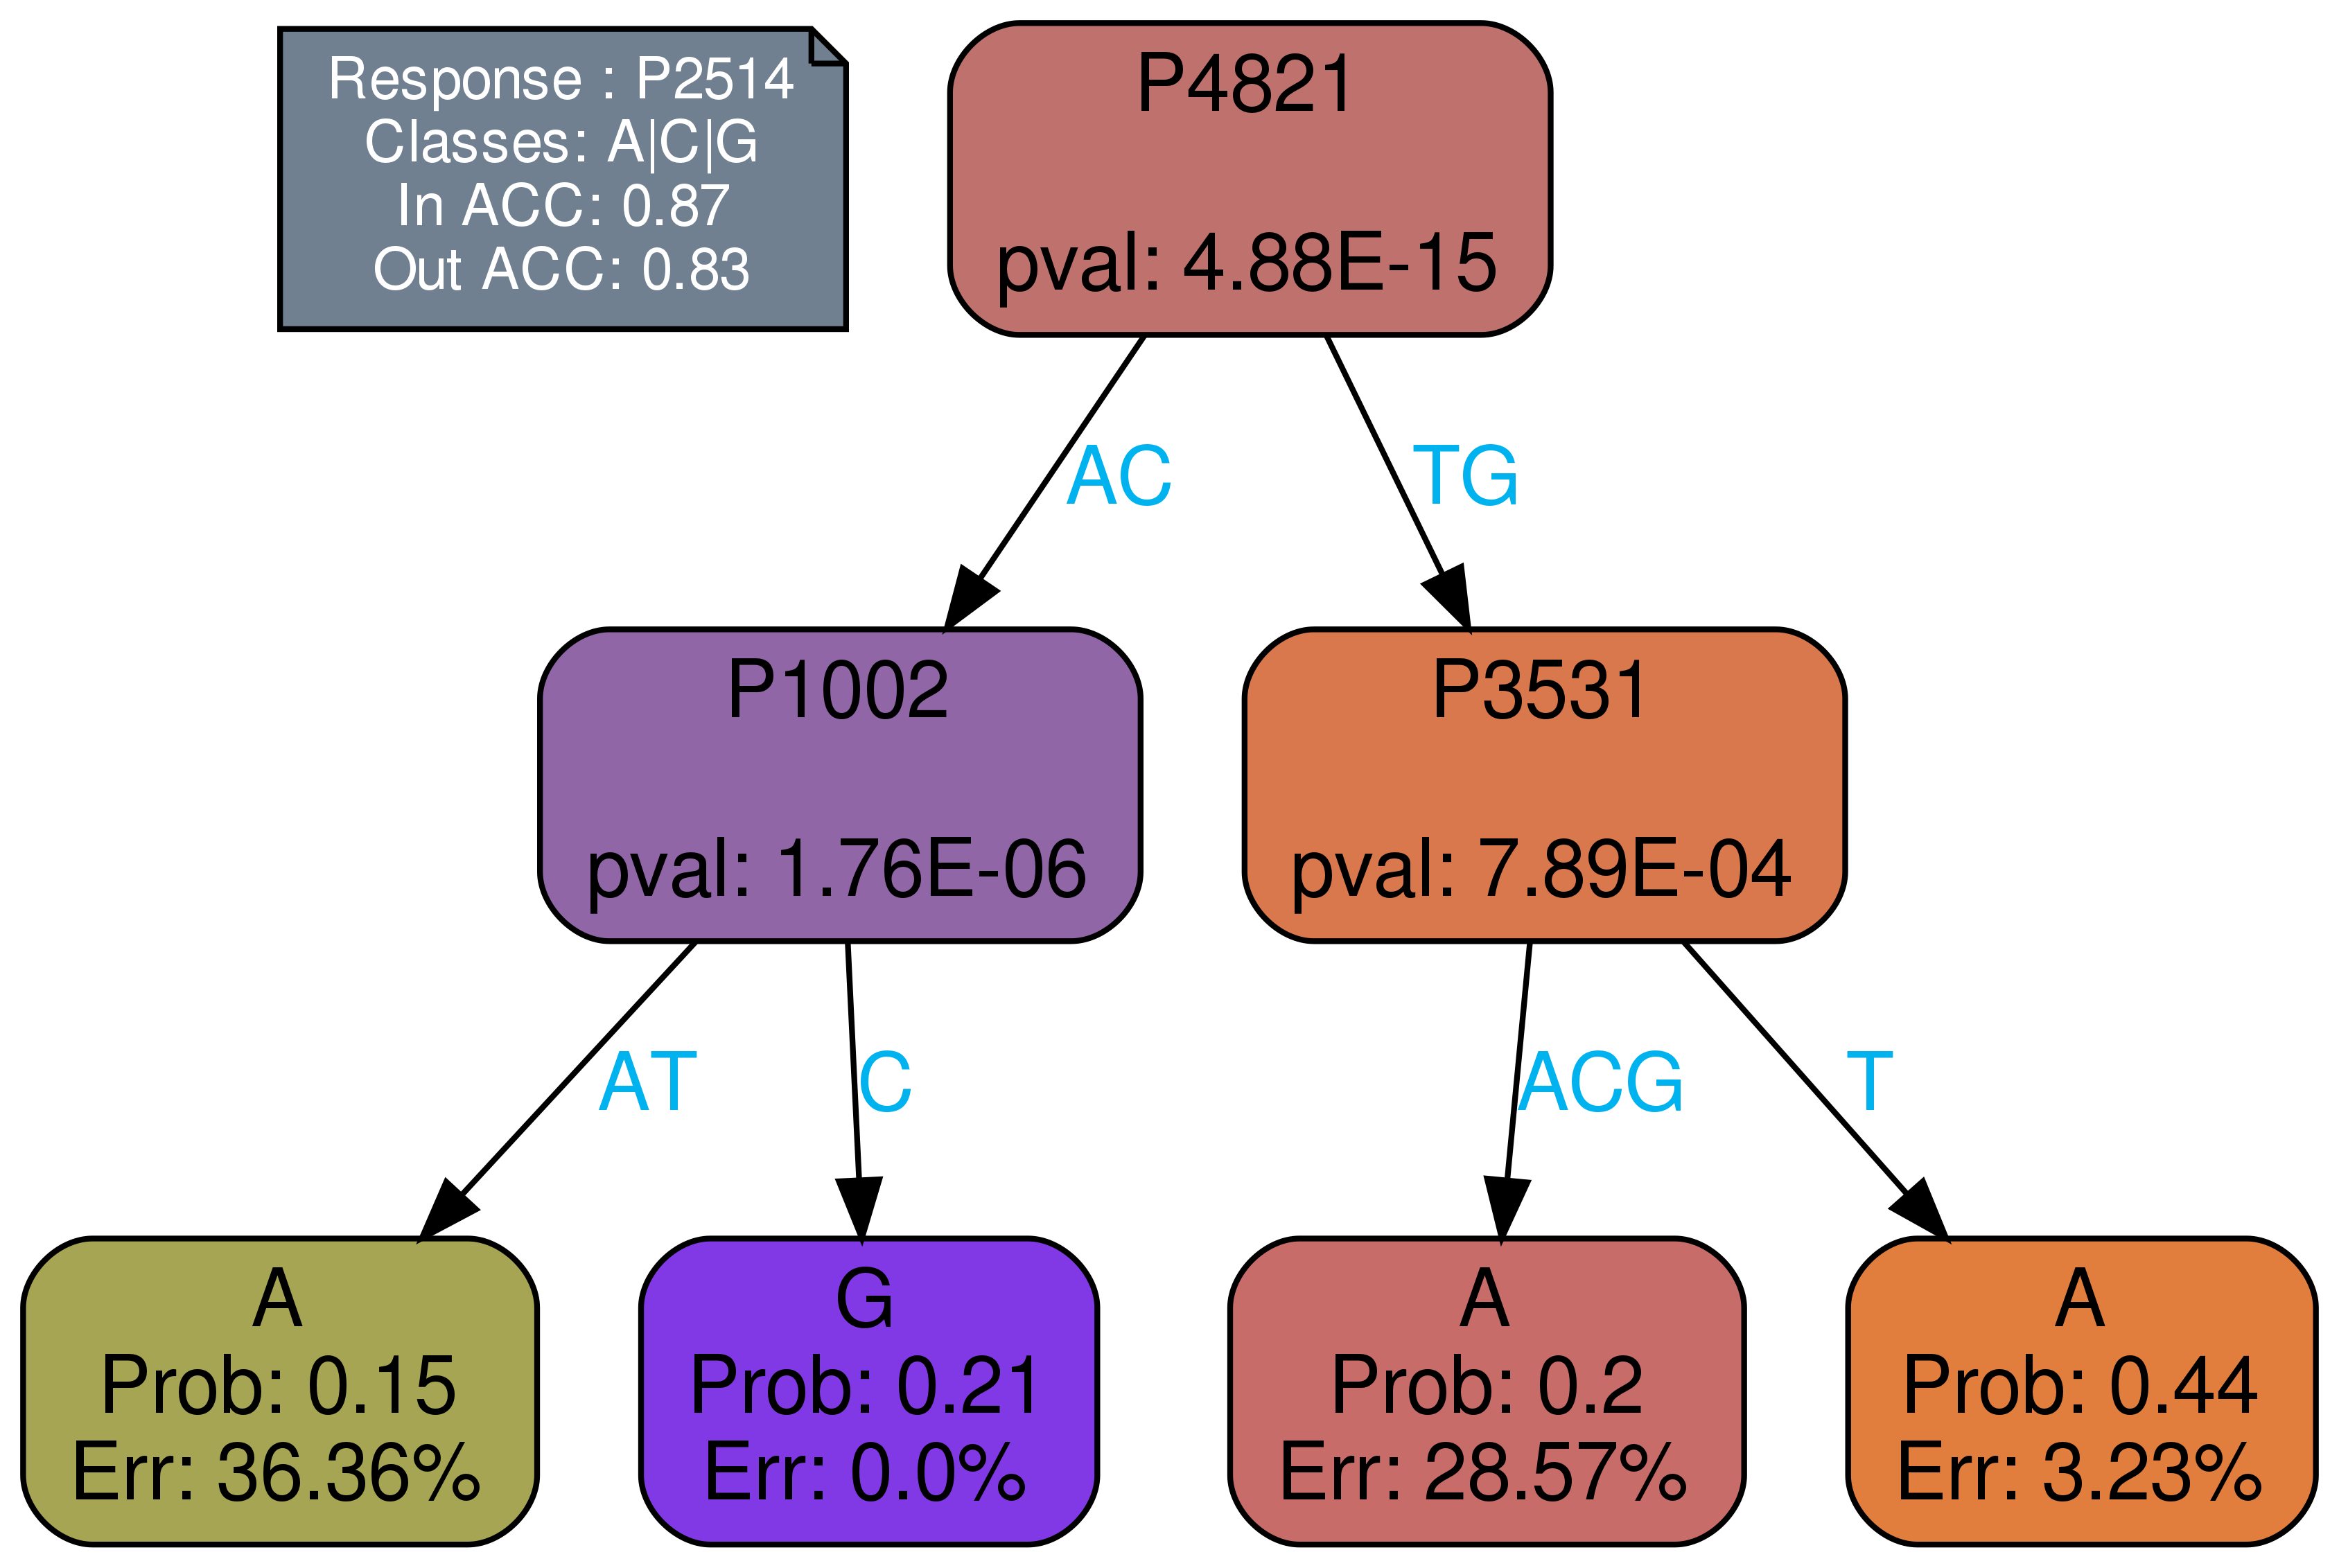 Response : P2514
Classes: A|C|G
In ACC: 0.87
Out ACC: 0.83
P4821
pval: 4.88E-15
AC
TG
P1002
pval: 1.76E-06
P3531
pval: 7.89E-04
AT
C
ACG
T
A
Prob: 0.15
Err: 36.36%
G
Prob: 0.21
Err: 0.0%
A
Prob: 0.2
Err: 28.57%
A
Prob: 0.44
Err: 3.23%